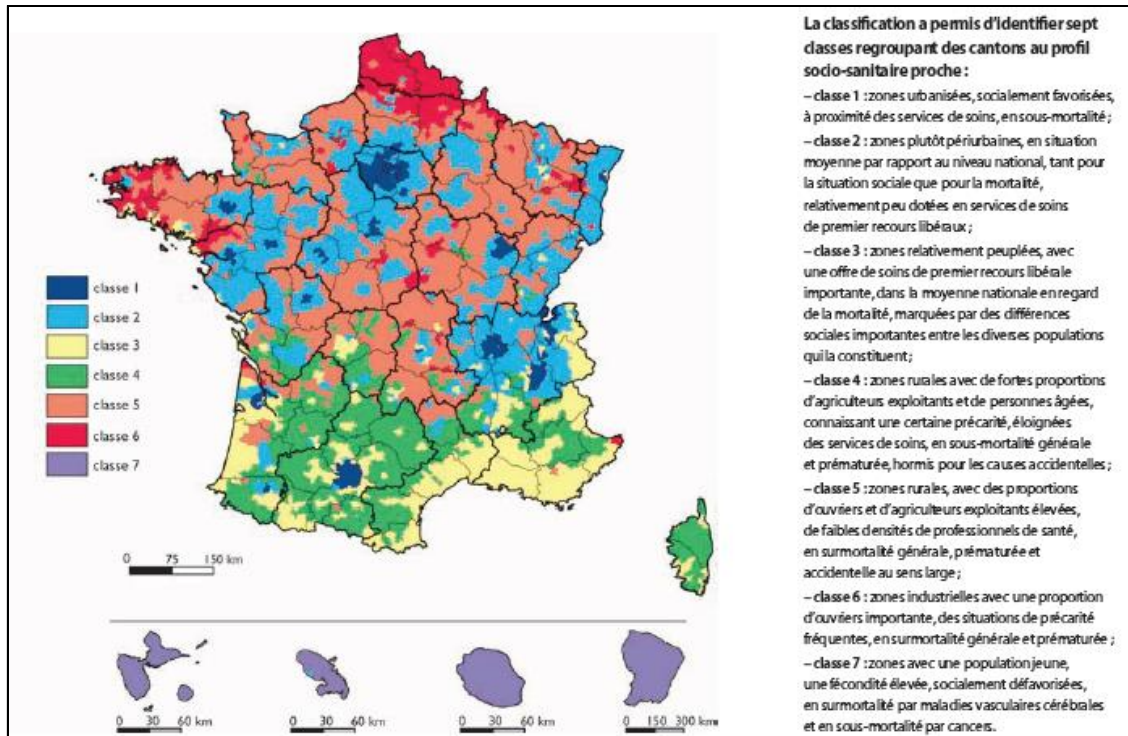 La classification a permis d'identifier sept
classes regroupant des cantons au profil
socio-sanitaire proche :
– classe 1 : zones urbanisées, socialement favorisées,
à proximité des services de soins, en sous-mortalité ;
– classe 2 : zones plutôt périurbaines, en situation
moyenne par rapport au niveau national, tant pour
la situation sociale que pour la mortalité,
relativement peu dotées en services de soins
de premier recours libéraux ;
– classe 3 : zones relativement peuplées, avec
une offre de soins de premier recours libérale
importante, dans la moyenne nationale en regard
de la mortalité, marquées par des différences
sociales importantes entre les diverses populations
qui la constituent ;
– classe 4 : zones rurales avec de fortes proportions
d'agriculteurs exploitants et de personnes âgées,
connaissant une certaine précarité, éloignées
des services de soins, en sous-mortalité générale
et prématurée, hormis pour les causes accidentelles ;
– classe 5 : zones rurales, avec des proportions
d'ouvriers et d'agriculteurs exploitants élevées,
de faibles densités de professionnels de santé,
en surmortalité générale, prématurée et
accidentelle au sens large ;
– classe 6 : zones industrielles avec une proportion
d'ouvriers importante, des situations de précarité
fréquentes, en surmortalité générale et prématurée ;
– classe 7 : zones avec une population jeune,
une fécondité élevée, socialement défavorisées,
en surmortalité par maladies vasculaires cérébrales
et en sous-mortalité par cancers.
classe 1
classe 2
classe 3
classe 4
classe 5
classe 6
classe 7
0 75 150 km
0 30 60 km
0 30 60 km
0 30 60 km
0 150 300 km